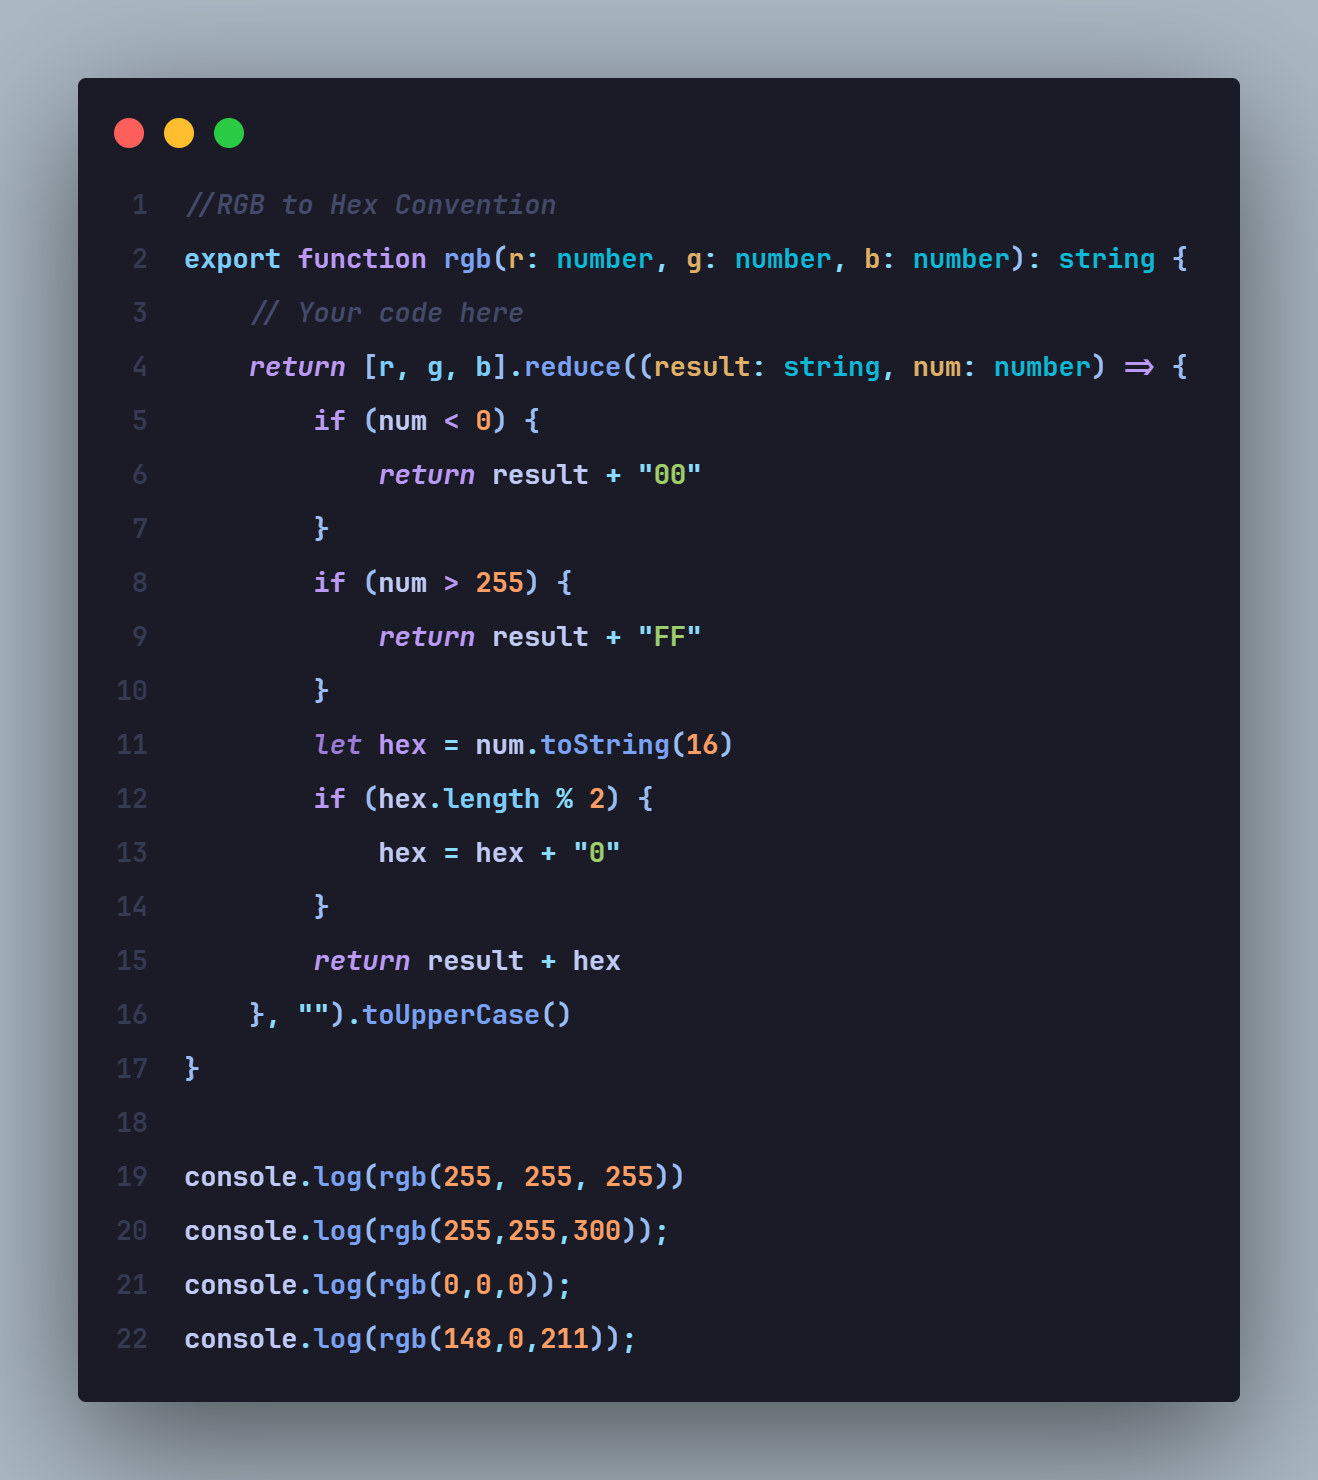 1 //RGB to Hex Convention
2 export function rgb(r: number, g: number, b: number): string {
3     // Your code here
4     return [r, g, b].reduce((result: string, num: number) => {
5         if (num < 0) {
6             return result + "00"
7         }
8         if (num > 255) {
9             return result + "FF"
10         }
11         let hex = num.toString(16)
12         if (hex.length % 2) {
13             hex = hex + "0"
14         }
15         return result + hex
16     }, "").toUpperCase()
17 }
18
19 console.log(rgb(255, 255, 255))
20 console.log(rgb(255,255,300));
21 console.log(rgb(0,0,0));
22 console.log(rgb(148,0,211));